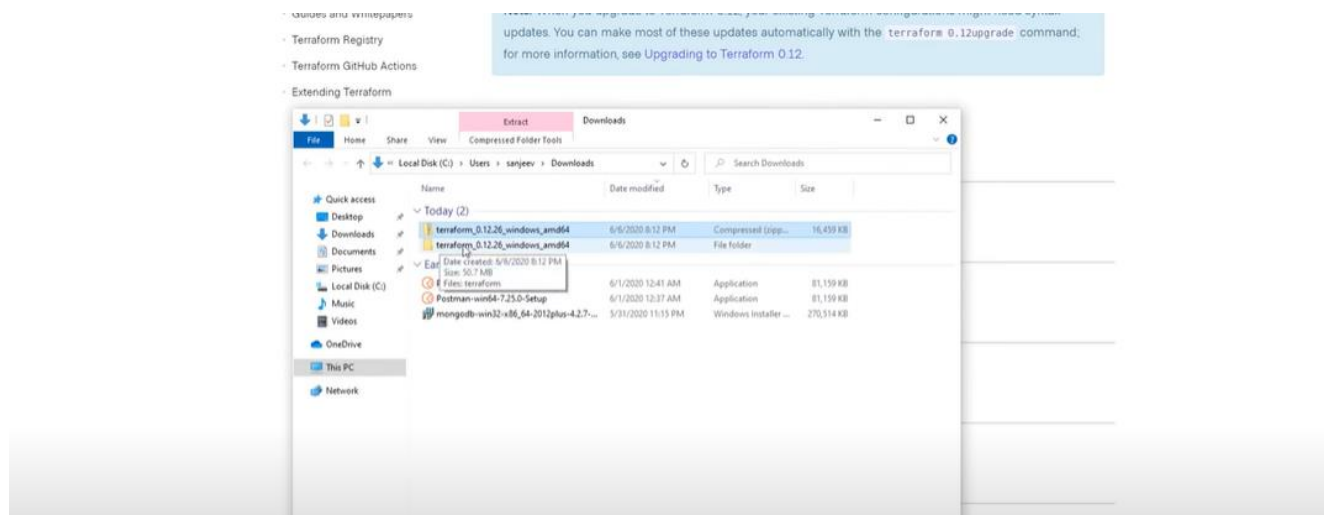 Guides and Whitepapers
Terraform Registry
Terraform GitHub Actions
Extending Terraform
updates. You can make most of these updates automatically with the terraform 0.12upgrade command;
for more information, see Upgrading to Terraform 0.12.
Extract
Downloads
File
Home
Share
View
Compressed Folder Tools
Local Disk (C:) › Users › sanjeev › Downloads
Search Downloads
Name
Date modified
Type
Size
Today (2)
terraform_0.12.26_windows_amd64 6/6/2020 8:12 PM Compressed (zipp... 16,459 KB
terraform_0.12.26_windows_amd64 6/6/2020 8:12 PM File folder
Date created: 6/6/2020 8:12 PM
Size: 50.7 MB
Files: terraform
6/1/2020 12:41 AM Application 81,159 KB
Postman-win64-7.25.0-Setup 6/1/2020 12:37 AM Application 81,159 KB
mongodb-win32-x86_64-2012plus-4.2.7-... 5/31/2020 11:15 PM Windows Installer ... 270,514 KB
Quick access
Desktop
Downloads
Documents
Pictures
Local Disk (C:)
Music
Videos
OneDrive
This PC
Network